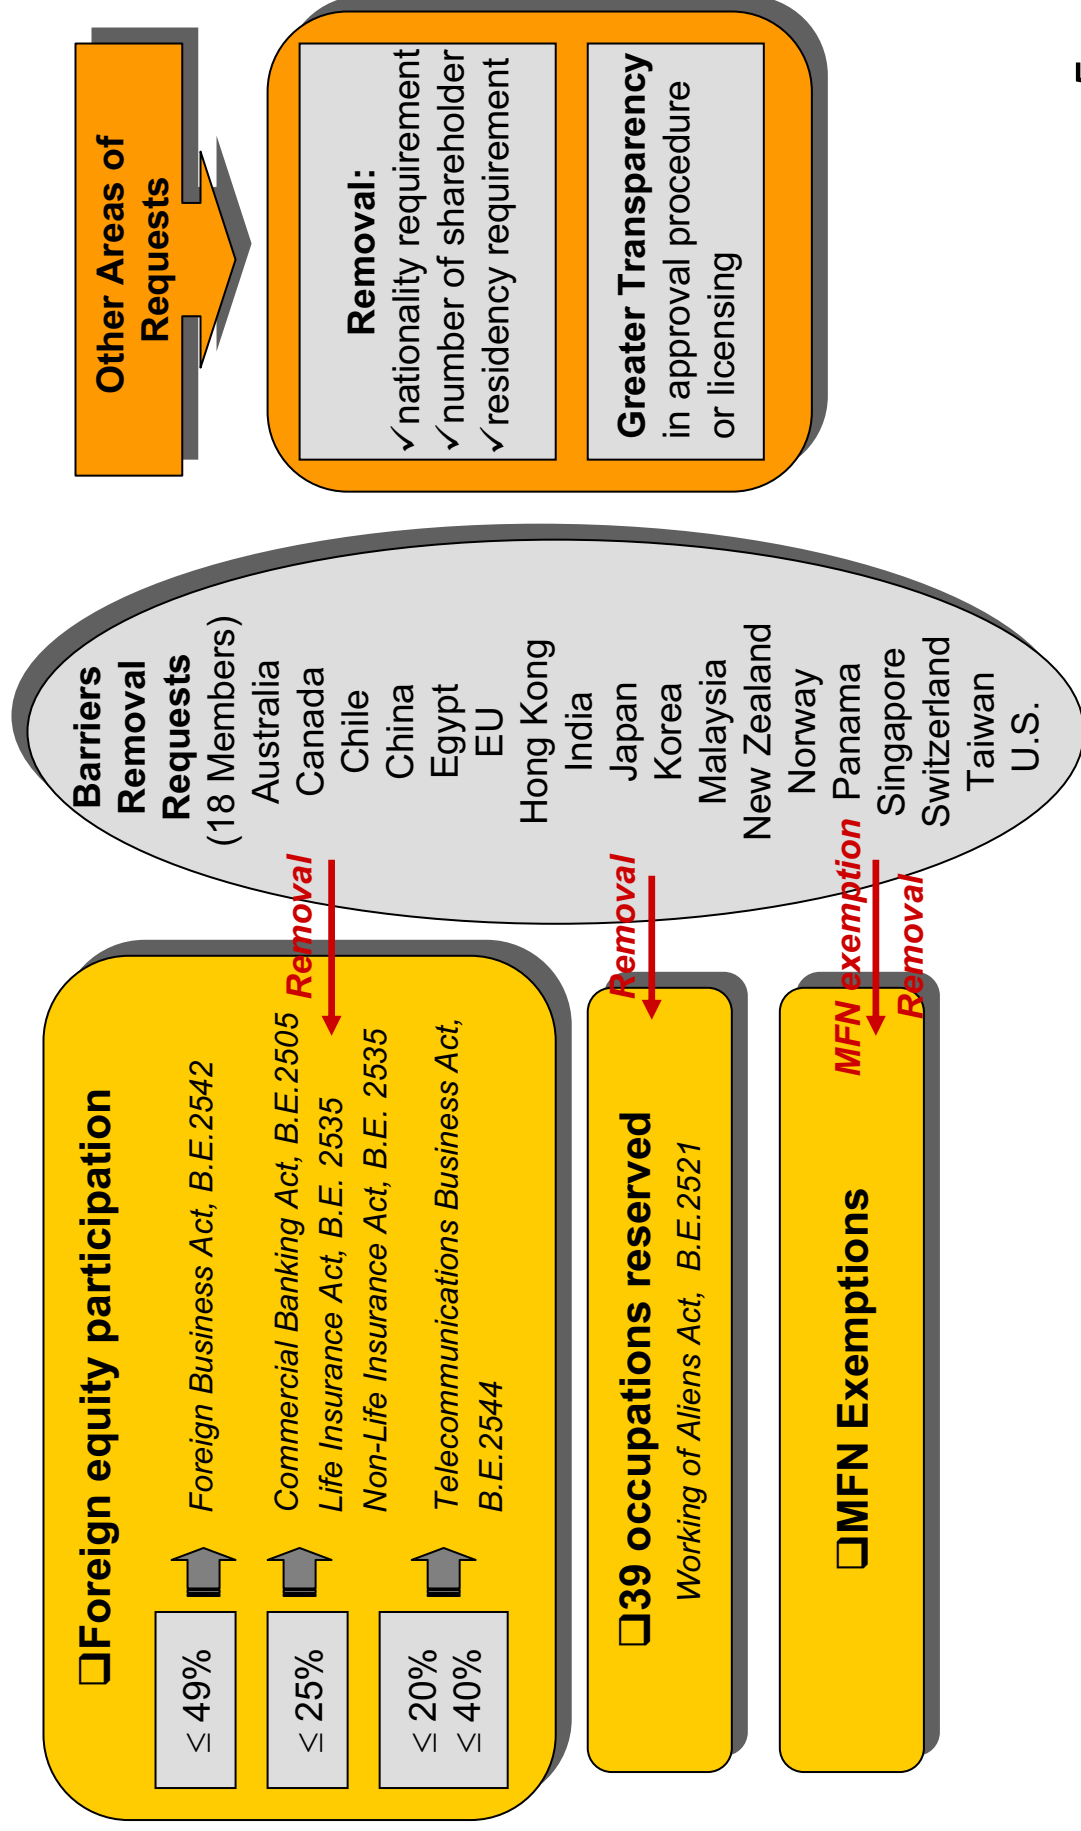 ❑Foreign equity participation
≤ 49%
Foreign Business Act, B.E.2542
≤ 25%
Commercial Banking Act, B.E.2505
Life Insurance Act, B.E. 2535
Non-Life Insurance Act, B.E. 2535
≤ 20%
≤ 40%
Telecommunications Business Act,
B.E.2544
Removal
❑39 occupations reserved
Working of Aliens Act, B.E.2521
Removal
❑MFN Exemptions
MFN exemption
Removal
Barriers
Removal
Requests
(18 Members)
Australia
Canada
Chile
China
Egypt
EU
Hong Kong
India
Japan
Korea
Malaysia
New Zealand
Norway
Panama
Singapore
Switzerland
Taiwan
U.S.
Other Areas of
Requests
Removal:
✓nationality requirement
✓number of shareholder
✓residency requirement
Greater Transparency
in approval procedure
or licensing